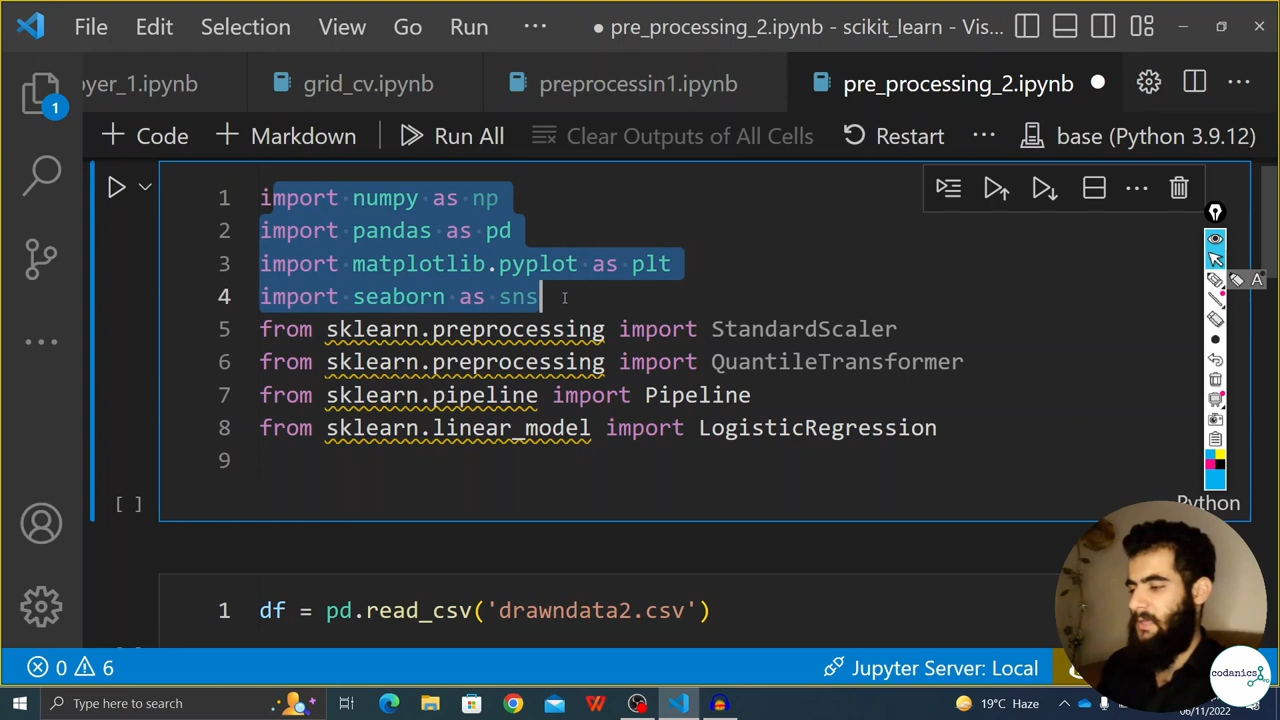 File Edit Selection View Go Run ··· ● pre_processing_2.ipynb - scikit_learn - Vis...
oyer_1.ipynb grid_cv.ipynb preprocessin1.ipynb pre_processing_2.ipynb
+ Code + Markdown Run All Clear Outputs of All Cells Restart ··· base (Python 3.9.12)
1 import numpy as np
2 import pandas as pd
3 import matplotlib.pyplot as plt
4 import seaborn as sns
5 from sklearn.preprocessing import StandardScaler
6 from sklearn.preprocessing import QuantileTransformer
7 from sklearn.pipeline import Pipeline
8 from sklearn.linear_model import LogisticRegression
9
[ ] Python
1 df = pd.read_csv('drawndata2.csv')
0 6 Jupyter Server: Local
codanics
Type here to search 19°C Haze
06/11/2022
1
A